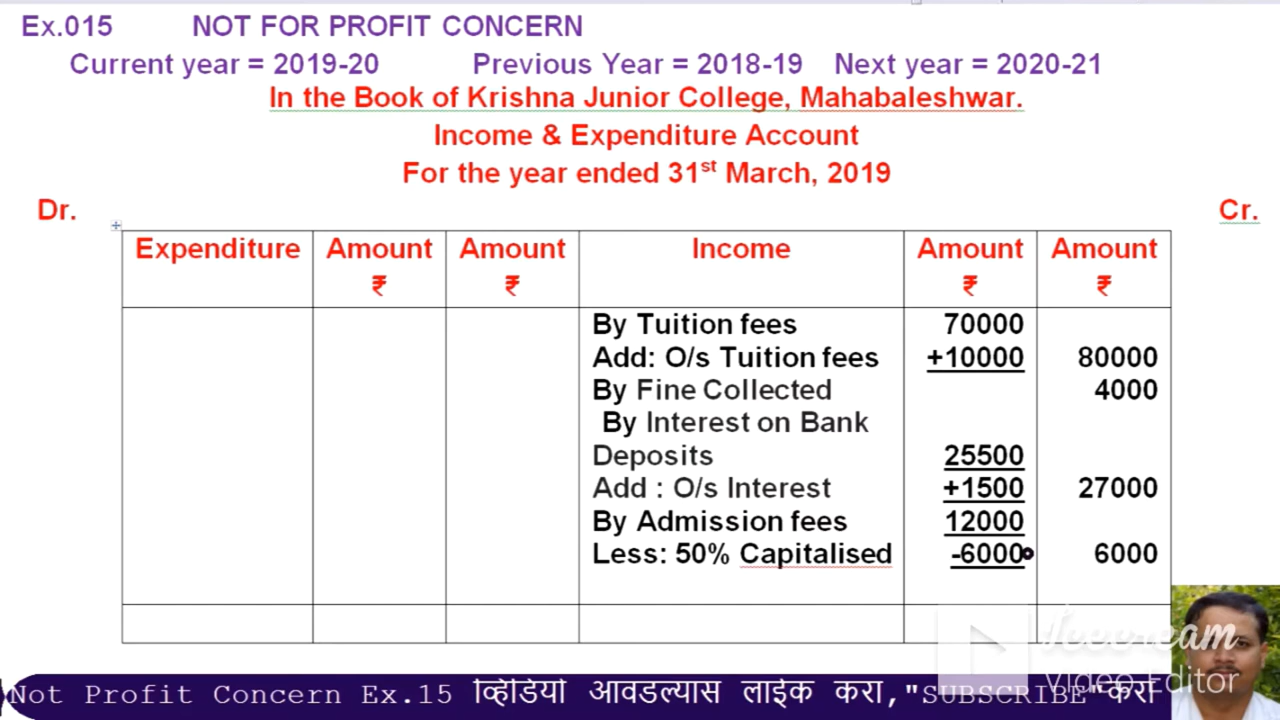 Ex.015 NOT FOR PROFIT CONCERN
Current year = 2019-20 Previous Year = 2018-19 Next year = 2020-21
In the Book of Krishna Junior College, Mahabaleshwar.
Income & Expenditure Account
For the year ended 31st March, 2019
Dr. Cr.
Expenditure Amount ₹ Amount ₹ Income Amount ₹ Amount ₹
By Tuition fees 70000
Add: O/s Tuition fees +10000 80000
By Fine Collected 4000
By Interest on Bank
Deposits 25500
Add : O/s Interest +1500 27000
By Admission fees 12000
Less: 50% Capitalised -6000 6000
Video Editor
Not Profit Concern Ex.15 व्हिडियो आवडल्यास लाईक करा,"SUBSCRIBE"करा